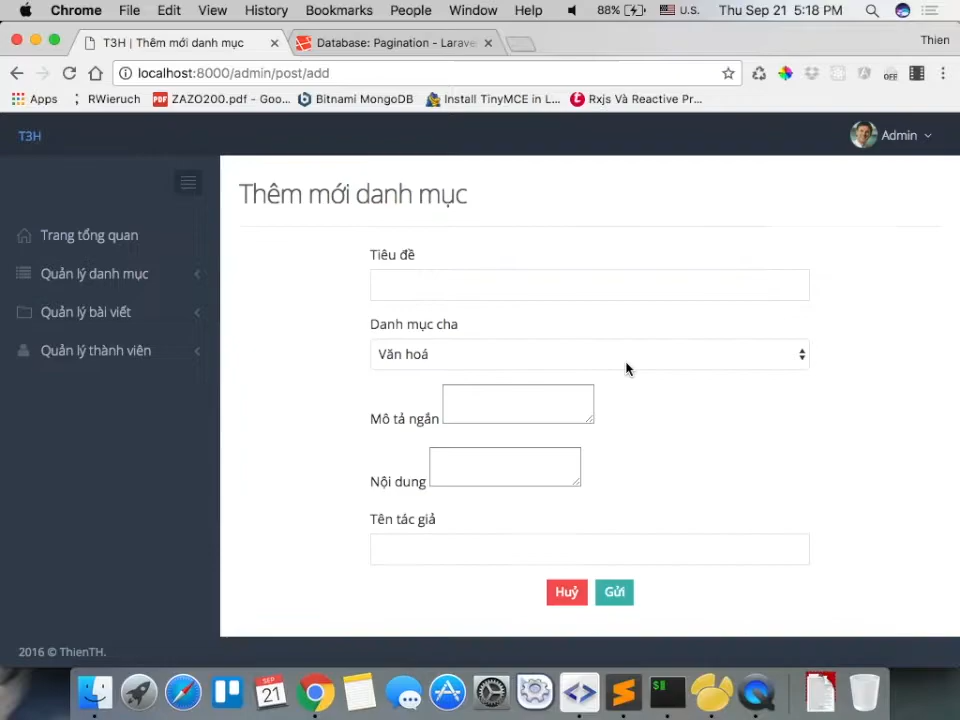 Chrome File Edit View History Bookmarks People Window Help 88% U.S. Thu Sep 21 5:18 PM
T3H | Thêm mới danh mục Database: Pagination - Larave Thien
localhost:8000/admin/post/add OFF
Apps RWieruch PDF ZAZO200.pdf - Goo... Bitnami MongoDB Install TinyMCE in L... Rxjs Và Reactive Pr...
T3H Admin
Thêm mới danh mục
Trang tổng quan
Quản lý danh mục
Quản lý bài viết
Quản lý thành viên
Tiêu đề
Danh mục cha
Văn hoá
Mô tả ngắn
Nội dung
Tên tác giả
Huỷ Gửi
2016 © ThienTH.
SEP
21